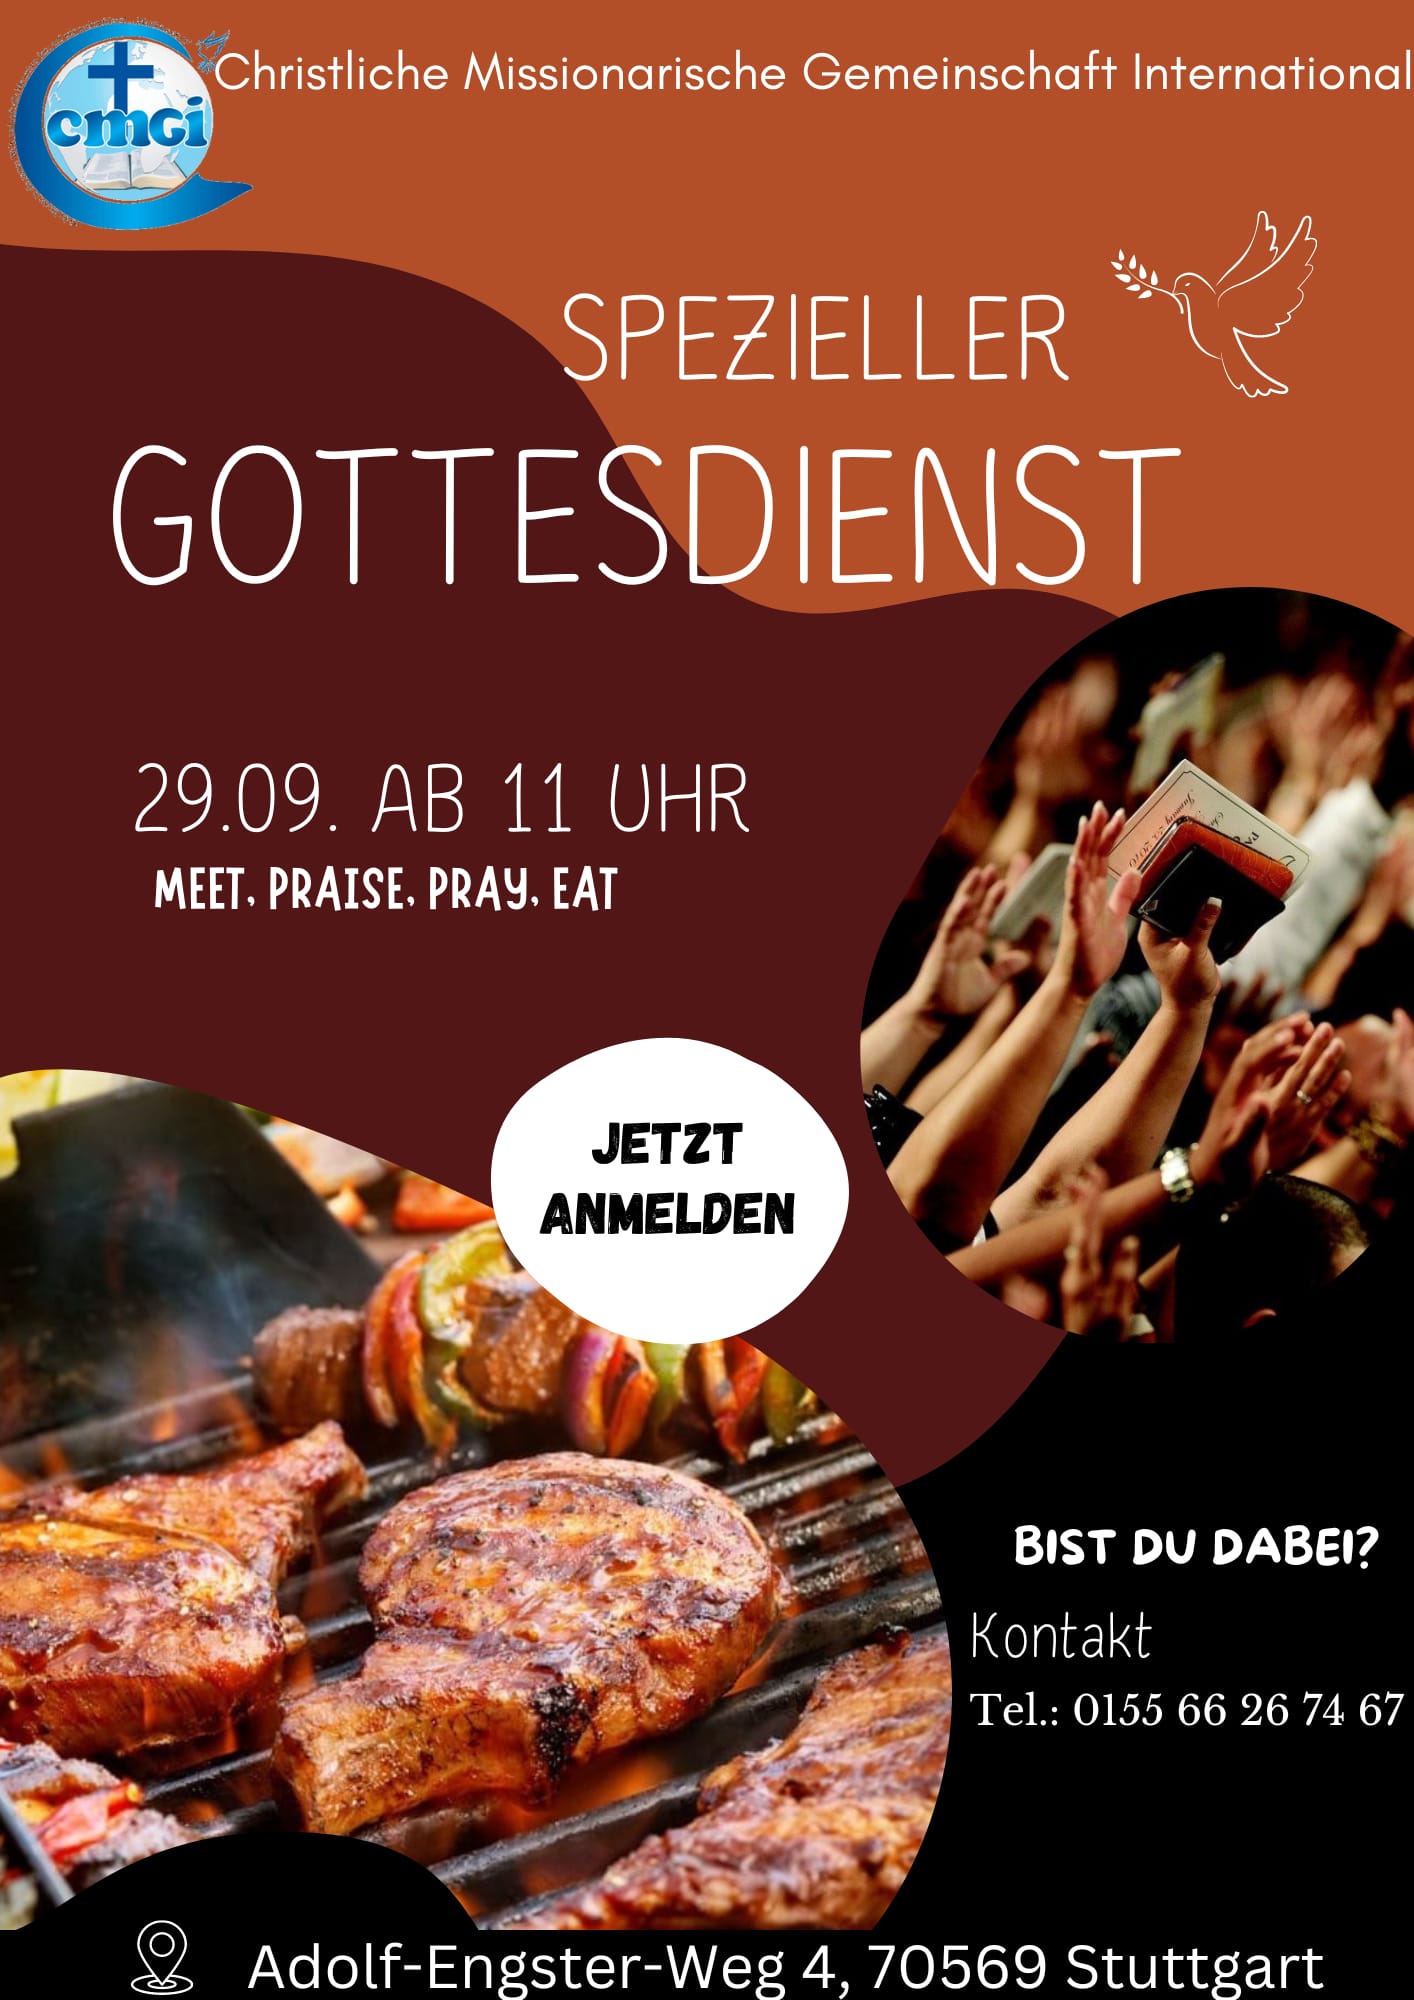 cmGi
Christliche Missionarische Gemeinschaft International
SPEZIELLER
GOTTESDIENST
29.09. AB 11 UHR
MEET, PRAISE, PRAY, EAT
JETZT
ANMELDEN
BIST DU DABEI?
Kontakt
Tel.: 0155 66 26 74 67
Adolf-Engster-Weg 4, 70569 Stuttgart